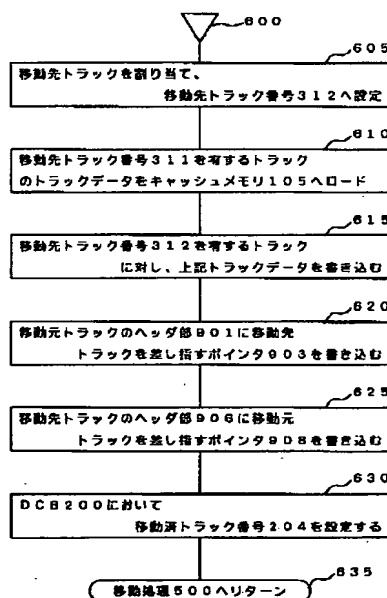 600
605
移動先トラックを割り当て、
移動先トラック番号312へ設定
610
移動先トラック番号311を有するトラック
のトラックデータをキャッシュメモリ105へロード
615
移動先トラック番号312を有するトラック
に対し、上記トラックデータを書き込む
620
移動元トラックのヘッダ部901に移動先
トラックを差し指すポインタ903を書き込む
625
移動先トラックのヘッダ部906に移動元
トラックを差し指すポインタ908を書き込む
630
DCB200において
移動済トラック番号204を設定する
635
移動処理500へリターン